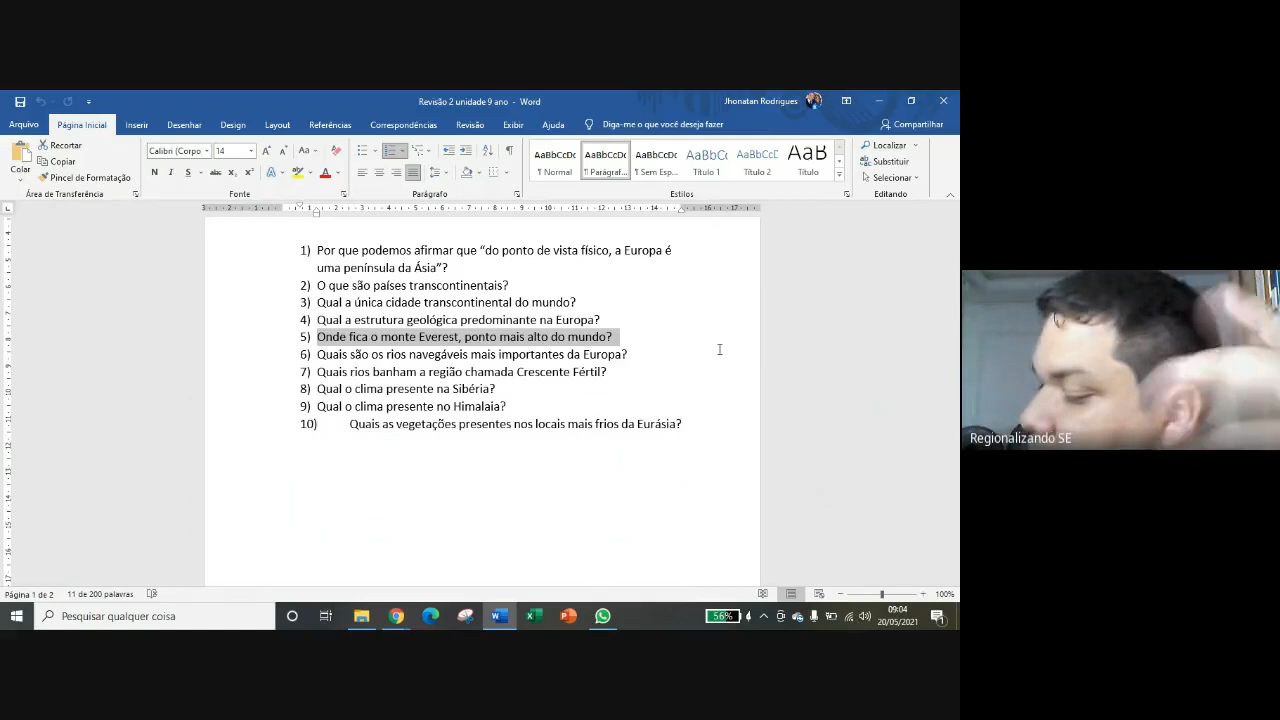 Revisão 2 unidade 9 ano - Word
Jhonatan Rodrigues
Arquivo Página Inicial Inserir Desenhar Design Layout Referências Correspondências Revisão Exibir Ajuda Diga-me o que você deseja fazer Compartilhar
Colar
Recortar
Copiar
Pincel de Formatação
Área de Transferência
Calibri (Corpo 14
Fonte
Parágrafo
AaBbCcDc AaBbCcDc AaBbCcDc AaBbCc AaBbCcD AaB
¶ Normal ¶ Parágraf... ¶ Sem Esp... Título 1 Título 2 Título
Estilos
Localizar
Substituir
Selecionar
Editando
1) Por que podemos afirmar que “do ponto de vista físico, a Europa é
uma península da Ásia”?
2) O que são países transcontinentais?
3) Qual a única cidade transcontinental do mundo?
4) Qual a estrutura geológica predominante na Europa?
5) Onde fica o monte Everest, ponto mais alto do mundo?
6) Quais são os rios navegáveis mais importantes da Europa?
7) Quais rios banham a região chamada Crescente Fértil?
8) Qual o clima presente na Sibéria?
9) Qual o clima presente no Himalaia?
10) Quais as vegetações presentes nos locais mais frios da Eurásia?
Regionalizando SE
Página 1 de 2 11 de 200 palavras 100%
Pesquisar qualquer coisa
56%
09:04
20/05/2021